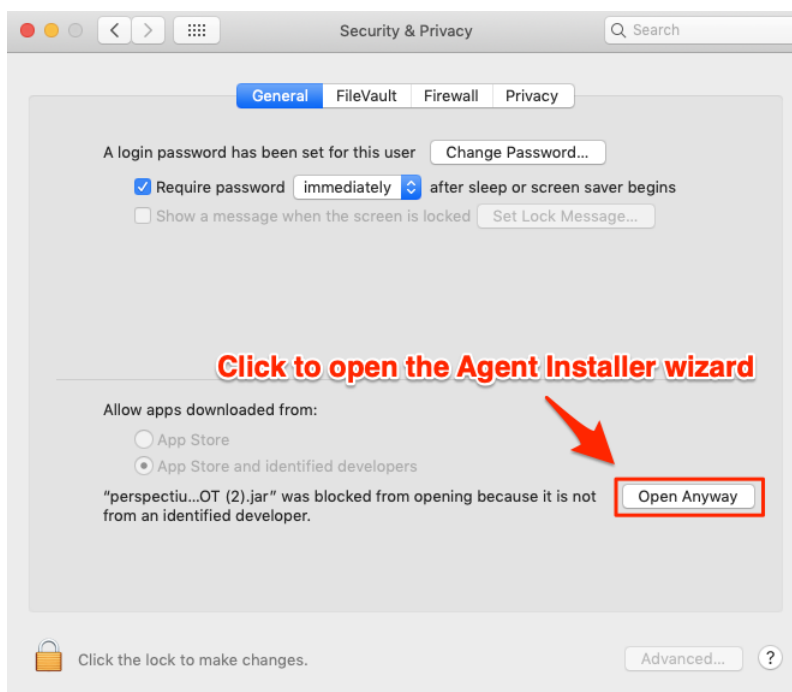 Security & Privacy
Search
General FileVault Firewall Privacy
A login password has been set for this user Change Password...
Require password immediately after sleep or screen saver begins
Show a message when the screen is locked Set Lock Message...
Click to open the Agent Installer wizard
Allow apps downloaded from:
App Store
App Store and identified developers
“perspectiu...OT (2).jar” was blocked from opening because it is not Open Anyway
from an identified developer.
Click the lock to make changes.
Advanced... ?